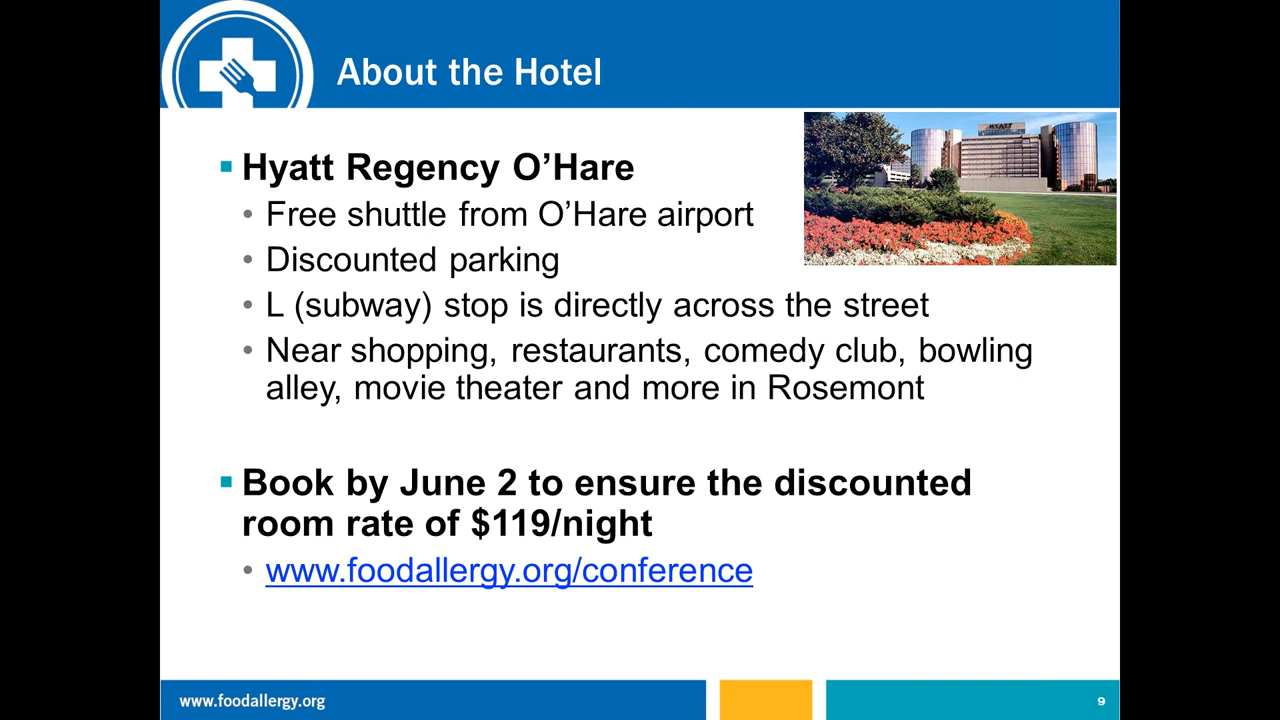 About the Hotel
HYATT
Hyatt Regency O’Hare
Free shuttle from O’Hare airport
Discounted parking
L (subway) stop is directly across the street
Near shopping, restaurants, comedy club, bowling
alley, movie theater and more in Rosemont
Book by June 2 to ensure the discounted
room rate of $119/night
www.foodallergy.org/conference
www.foodallergy.org
9